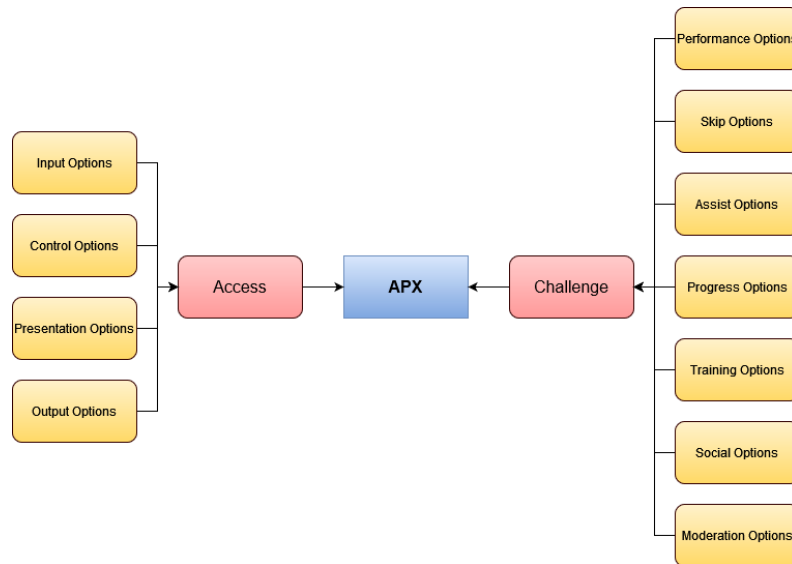 Input Options
Control Options
Presentation Options
Output Options
Access
APX
Challenge
Performance Options
Skip Options
Assist Options
Progress Options
Training Options
Social Options
Moderation Options